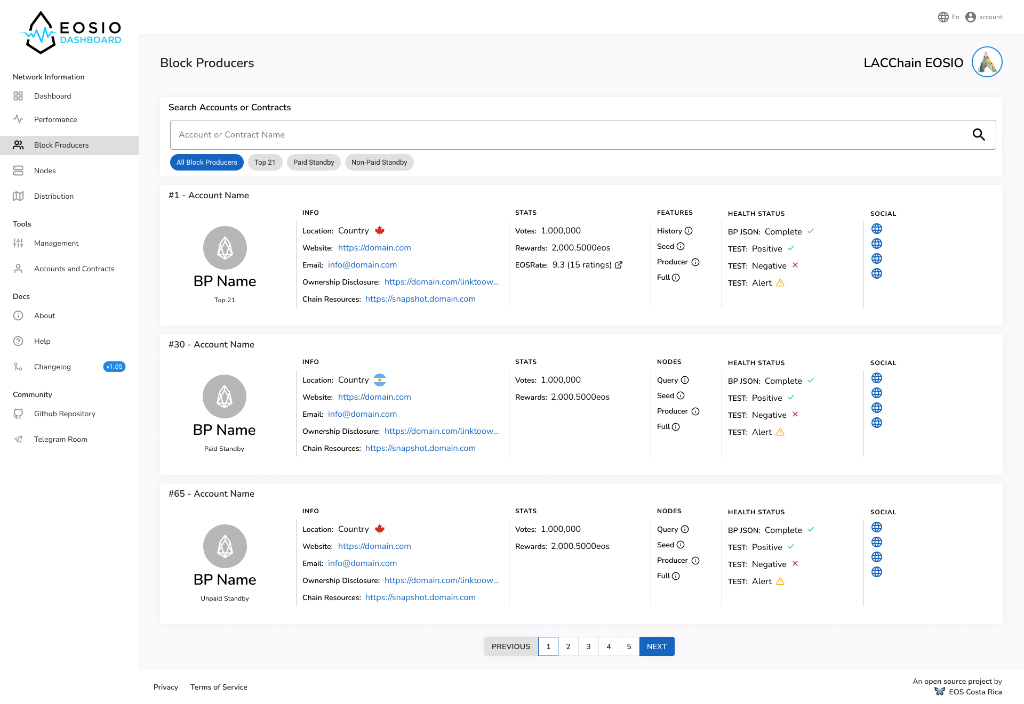 EOSIO
DASHBOARD
En account
Network Information
Dashboard
Performance
Block Producers
Nodes
Distribution
Tools
Management
Accounts and Contracts
Docs
About
Help
Changelog v1.05
Community
Github Repository
Telegram Room
Block Producers
LACChain EOSIO
Search Accounts or Contracts
Account or Contract Name
All Block Producers Top 21 Paid Standby Non-Paid Standby
#1 - Account Name
BP Name
Top 21
INFO
Location: Country
Website: https://domain.com
Email: info@domain.com
Ownership Disclosure: https://domain.com/linktoow...
Chain Resources: https://snapshot.domain.com
STATS
Votes: 1,000,000
Rewards: 2,000.5000eos
EOSRate: 9.3 (15 ratings)
FEATURES
History
Seed
Producer
Full
HEALTH STATUS
BP JSON: Complete
TEST: Positive
TEST: Negative
TEST: Alert
SOCIAL
#30 - Account Name
BP Name
Paid Standby
INFO
Location: Country
Website: https://domain.com
Email: info@domain.com
Ownership Disclosure: https://domain.com/linktoow...
Chain Resources: https://snapshot.domain.com
STATS
Votes: 1,000,000
Rewards: 2,000.5000eos
NODES
Query
Seed
Producer
Full
HEALTH STATUS
BP JSON: Complete
TEST: Positive
TEST: Negative
TEST: Alert
SOCIAL
#65 - Account Name
BP Name
Unpaid Standby
INFO
Location: Country
Website: https://domain.com
Email: info@domain.com
Ownership Disclosure: https://domain.com/linktoow...
Chain Resources: https://snapshot.domain.com
STATS
Votes: 1,000,000
Rewards: 2,000.5000eos
NODES
Query
Seed
Producer
Full
HEALTH STATUS
BP JSON: Complete
TEST: Positive
TEST: Negative
TEST: Alert
SOCIAL
PREVIOUS 1 2 3 4 5 NEXT
Privacy Terms of Service
An open source project by
EOS Costa Rica